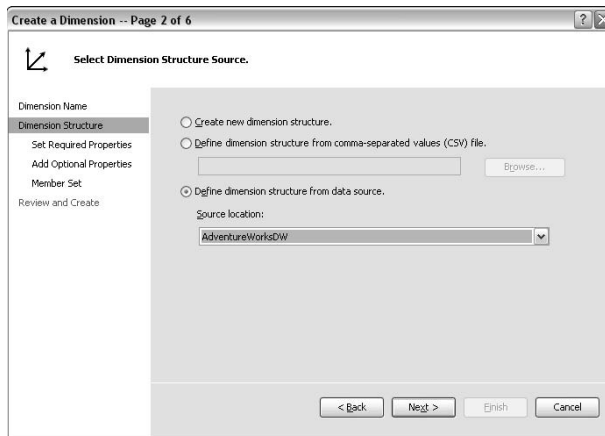 Create a Dimension -- Page 2 of 6
Select Dimension Structure Source.
Dimension Name
Dimension Structure
Set Required Properties
Add Optional Properties
Member Set
Review and Create
Create new dimension structure.
Define dimension structure from comma-separated values (CSV) file.
Browse...
Define dimension structure from data source.
Source location:
AdventureWorksDW
< Back
Next >
Finish
Cancel